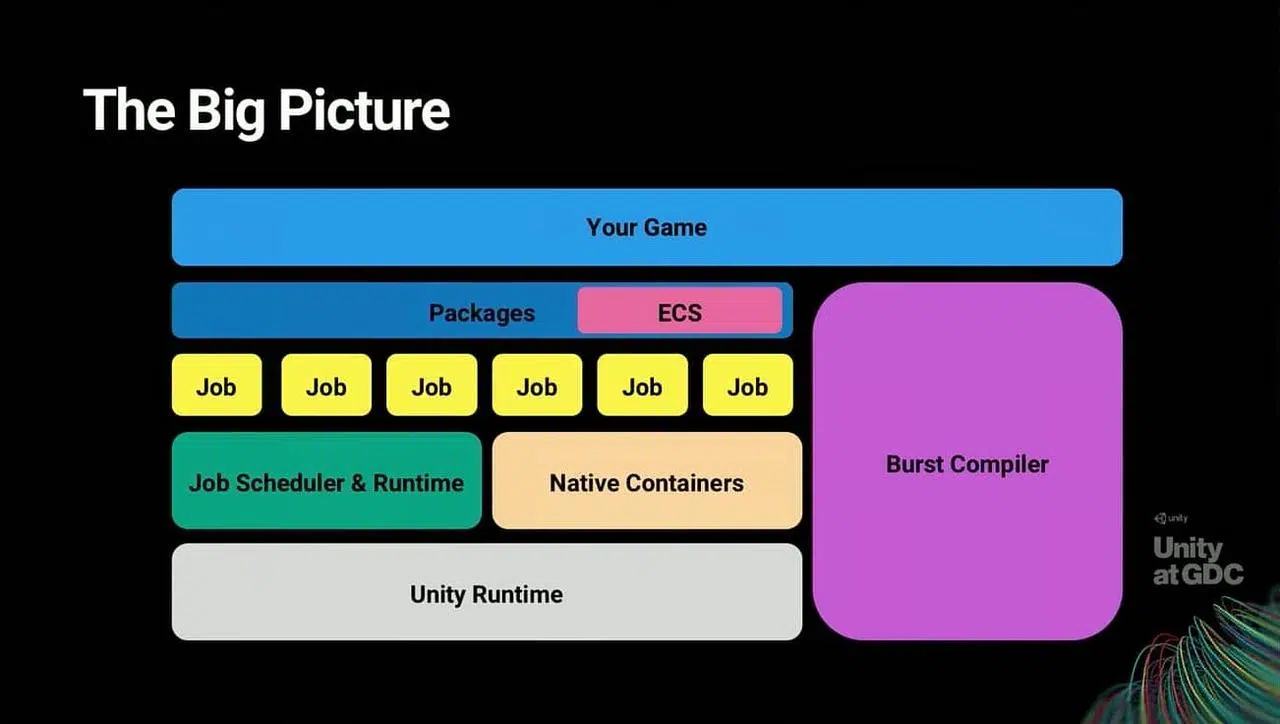 The Big Picture
Your Game
Packages
ECS
Job
Job
Job
Job
Job
Job
Job Scheduler & Runtime
Native Containers
Burst Compiler
Unity Runtime
unity
Unity
at GDC